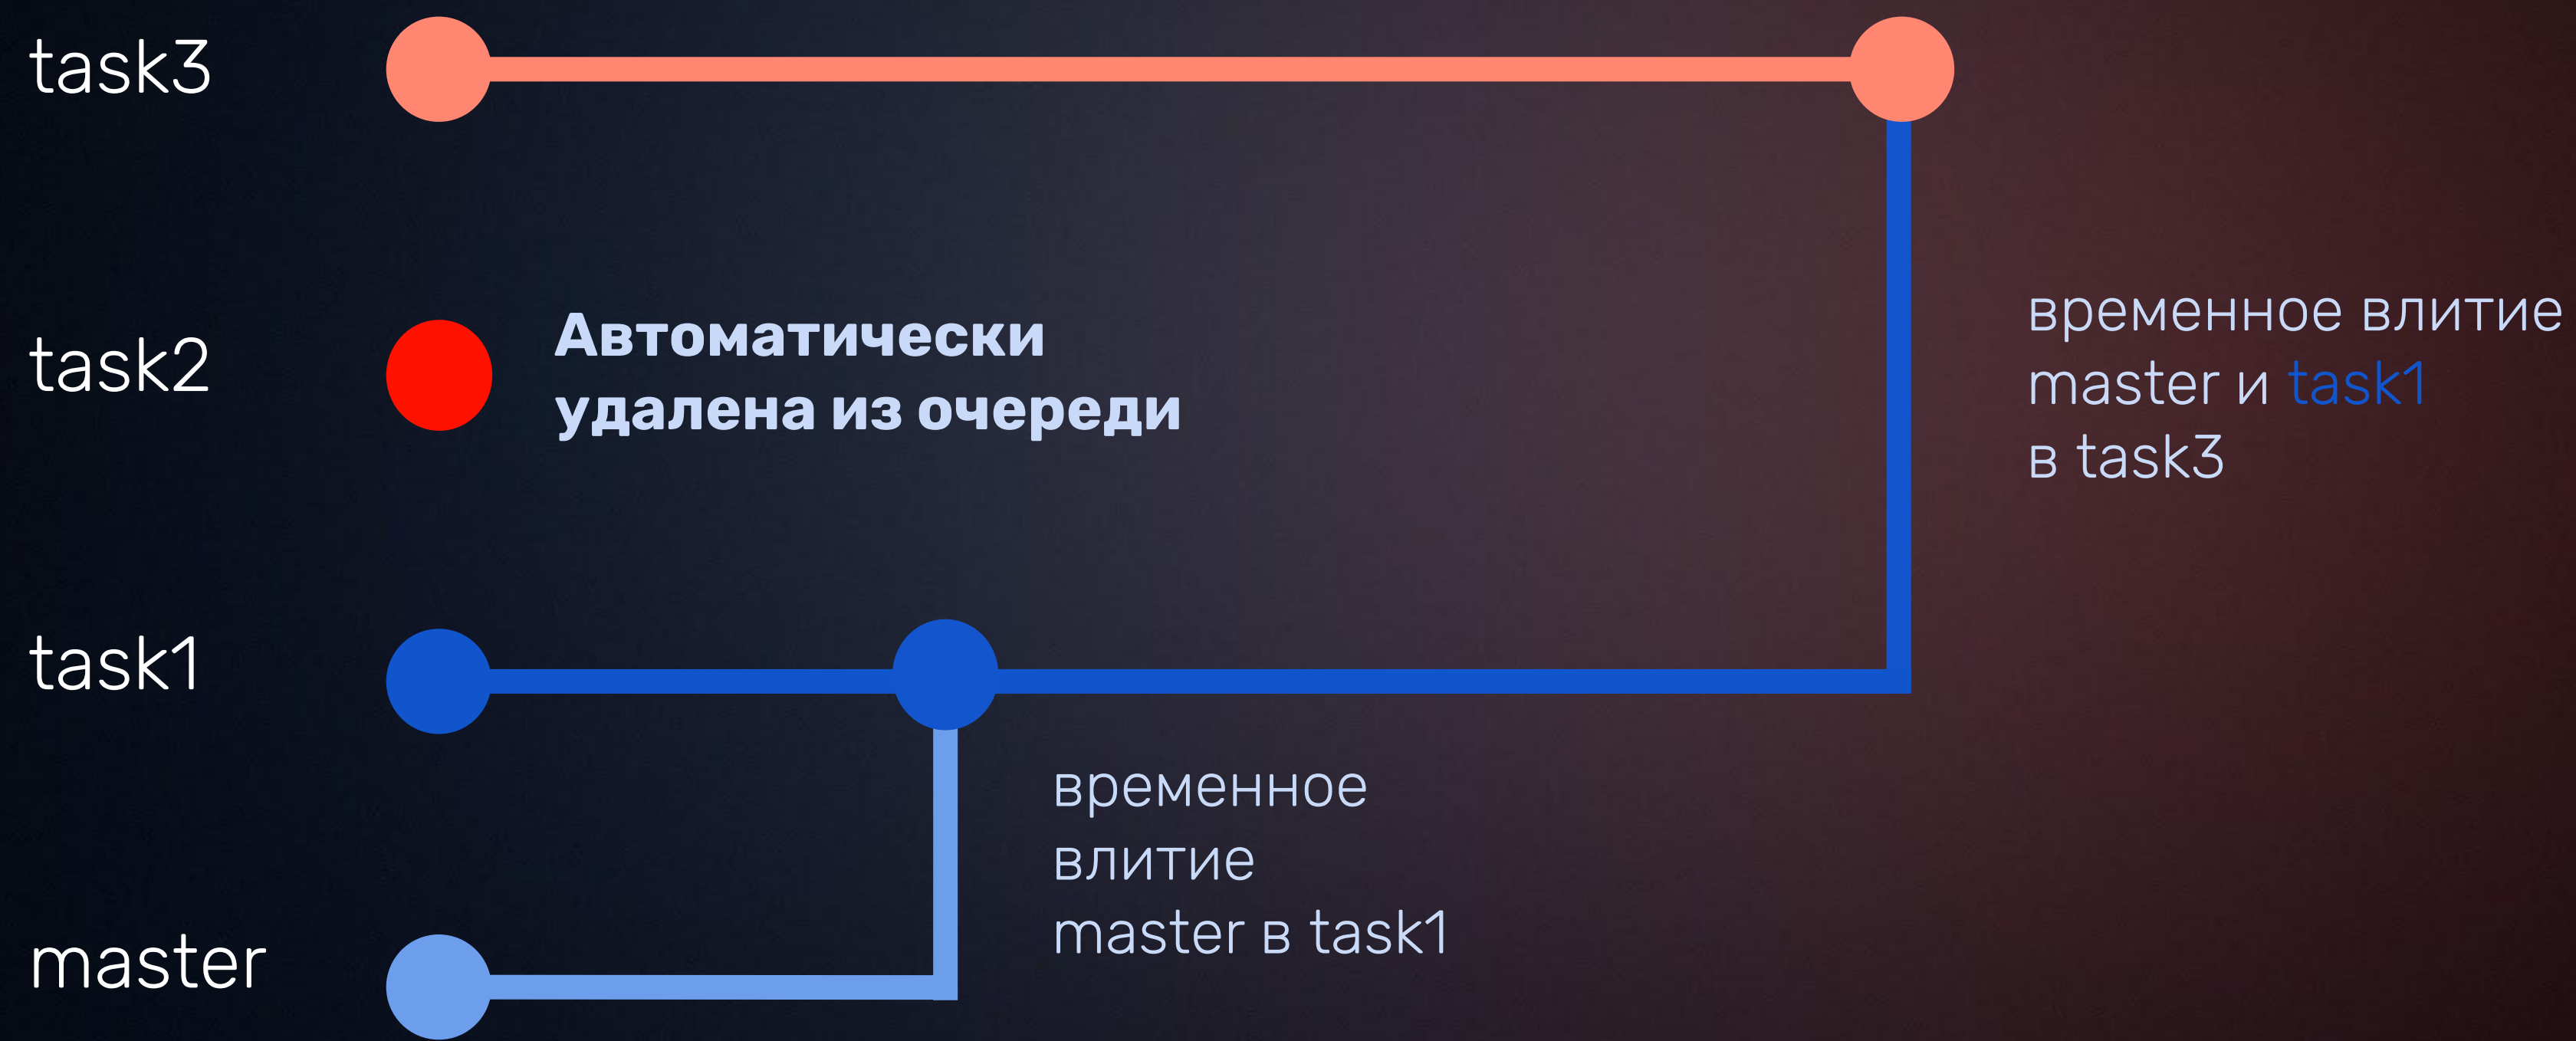 task3
task2
Автоматически
удалена из очереди
временное влитие
master и task1
в task3
task1
временное
влитие
master в task1
master